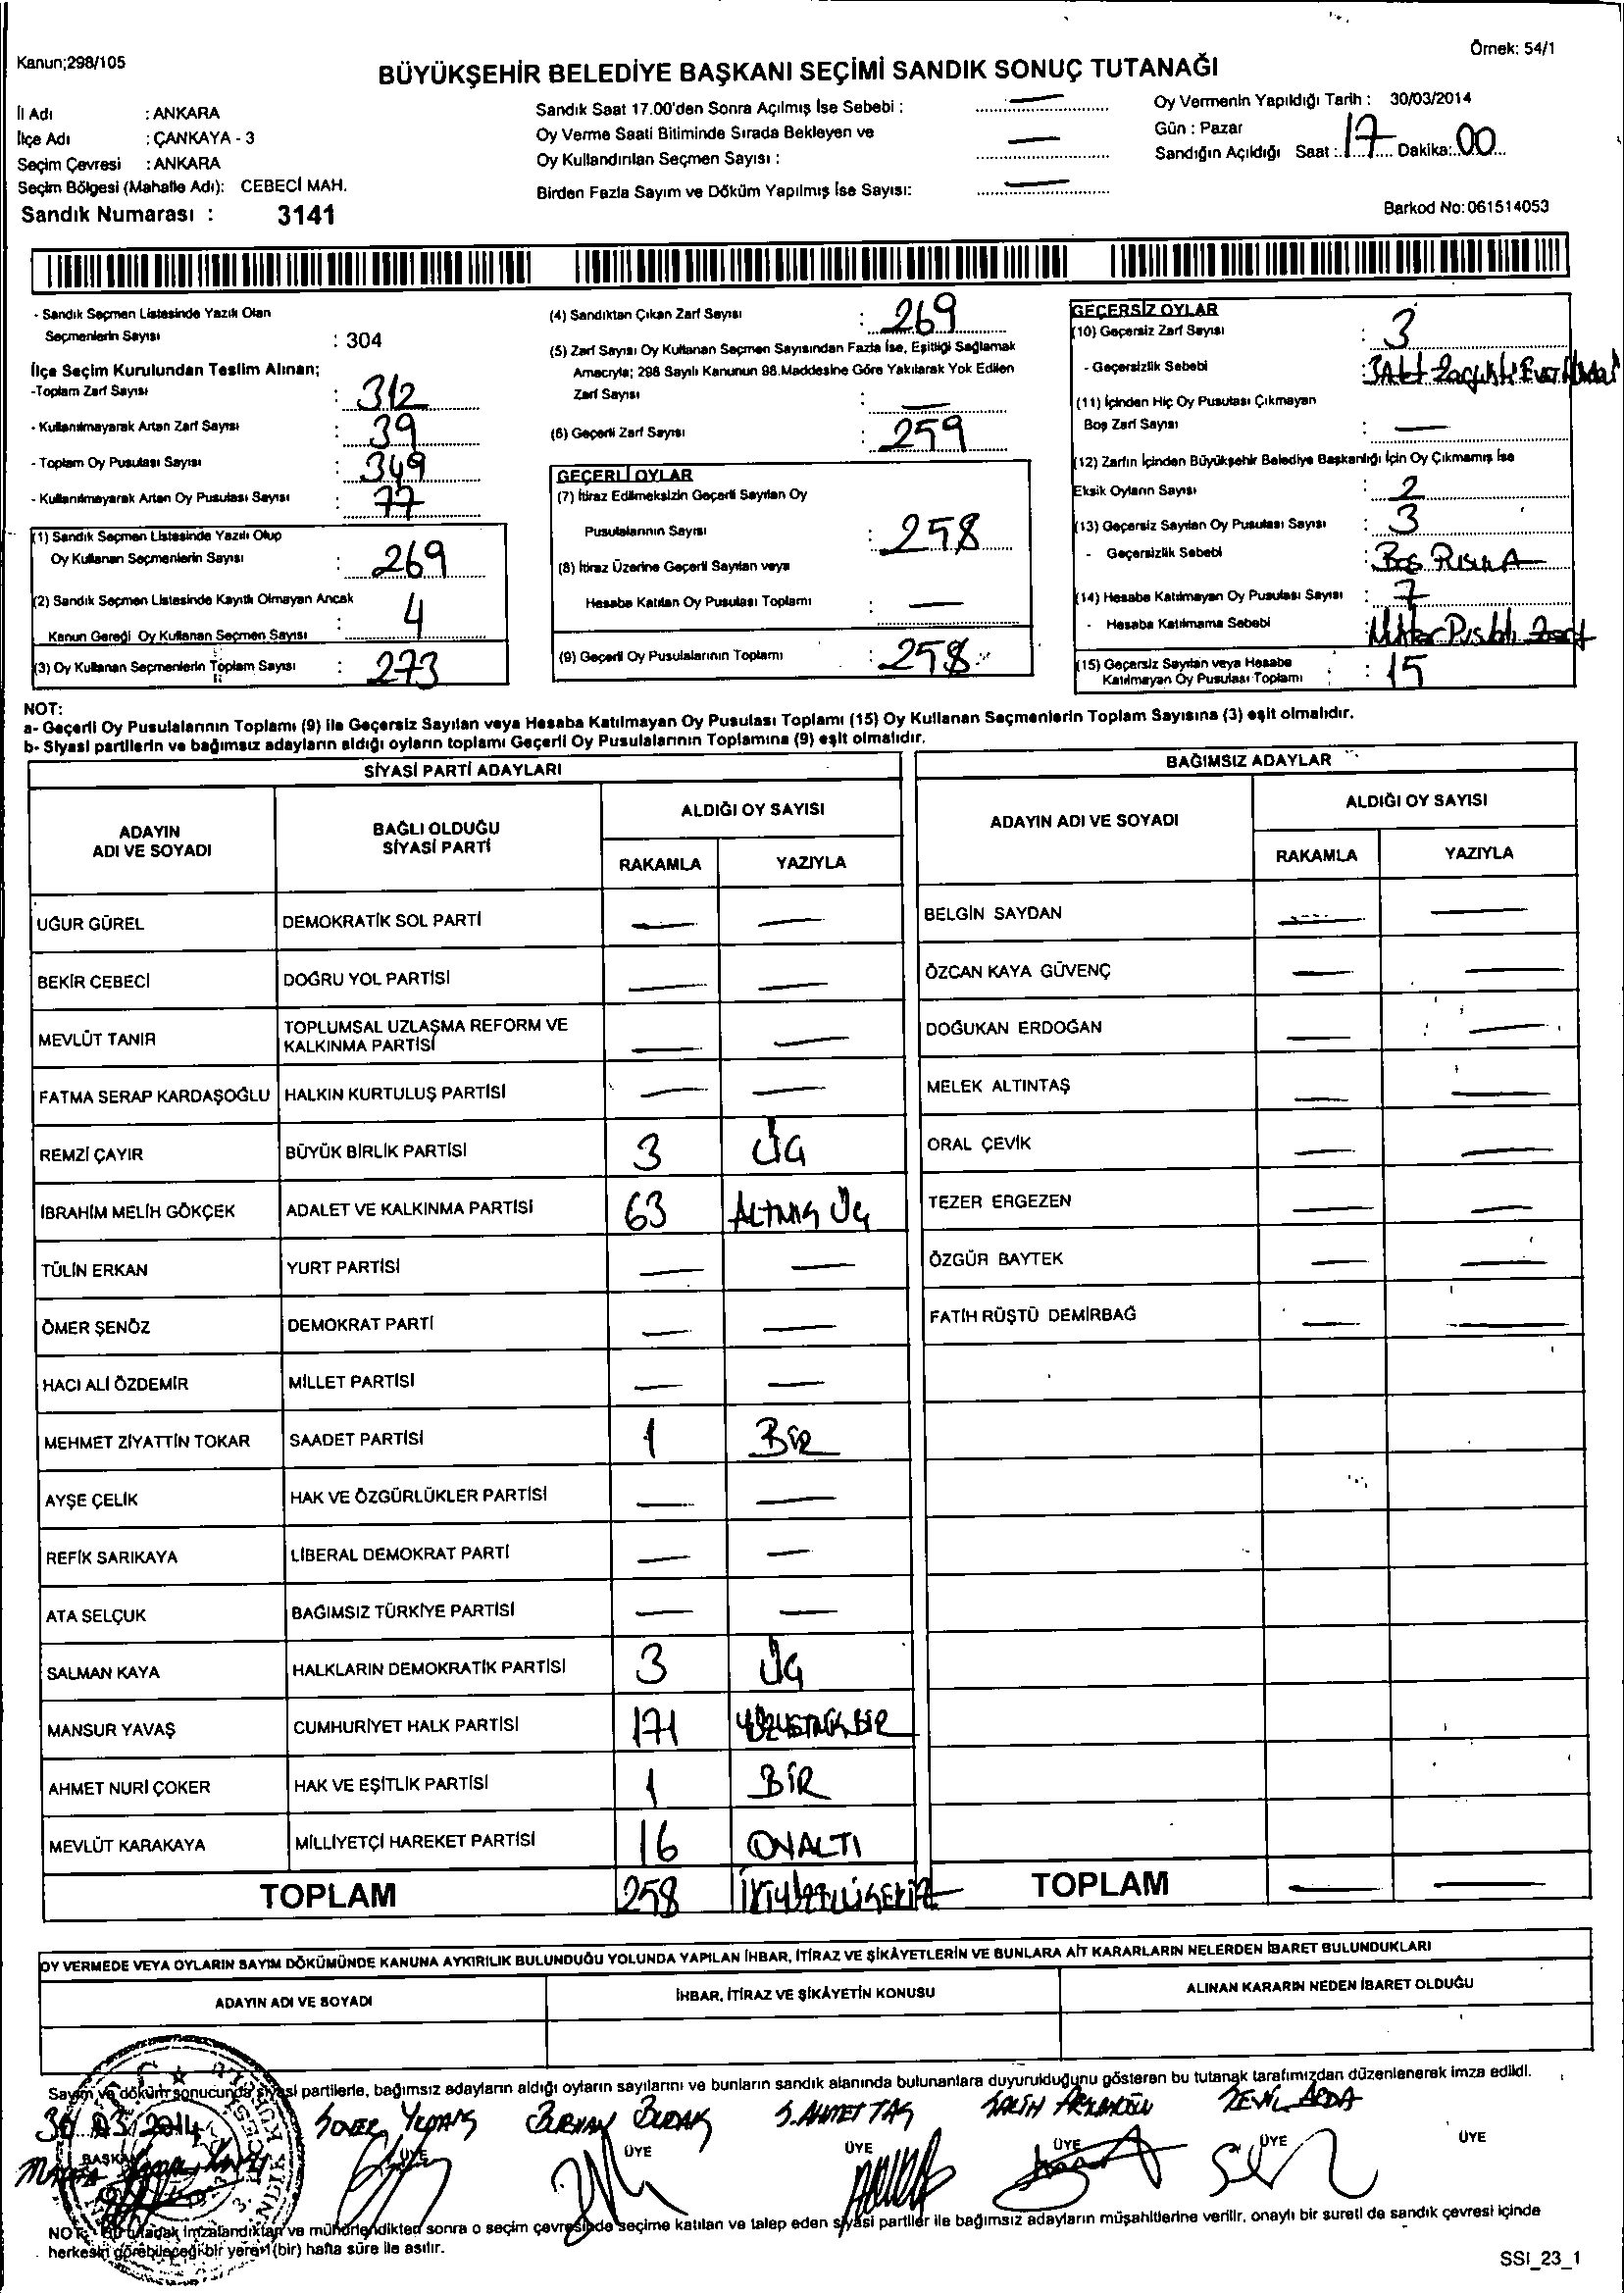 Kanun;298/105
Örnek: 54/1
BÜYÜKŞEHİR BELEDİYE BAŞKANI SEÇİMİ SANDIK SONUÇ TUTANAĞI
İl Adı : ANKARA
İlçe Adı : ÇANKAYA - 3
Seçim Çevresi : ANKARA
Seçim Bölgesi (Mahalle Adı): CEBECİ MAH.
Sandık Numarası : 3141
Sandık Saat 17.00'den Sonra Açılmış İse Sebebi : —
Oy Verme Saati Bitiminde Sırada Bekleyen ve
Oy Kullandırılan Seçmen Sayısı : —
Birden Fazla Sayım ve Döküm Yapılmış İse Sayısı: —
Oy Vermenin Yapıldığı Tarih : 30/03/2014
Gün : Pazar
Sandığın Açıldığı Saat : 17 Dakika: 00
Barkod No:061514053
- Sandık Seçmen Listesinde Yazılı Olan
Seçmenlerin Sayısı : 304
İlçe Seçim Kurulundan Teslim Alınan;
-Toplam Zarf Sayısı : 312
- Kullanılmayarak Artan Zarf Sayısı : 39
- Toplam Oy Pusulası Sayısı : 349
- Kullanılmayarak Artan Oy Pusulası Sayısı : 77
(1) Sandık Seçmen Listesinde Yazılı Olup
Oy Kullanan Seçmenlerin Sayısı : 269
(2) Sandık Seçmen Listesinde Kayıtlı Olmayan Ancak
Kanun Gereği Oy Kullanan Seçmen Sayısı : 4
(3) Oy Kullanan Seçmenlerin Toplam Sayısı : 273
(4) Sandıktan Çıkan Zarf Sayısı : 269
(5) Zarf Sayısı Oy Kullanan Seçmen Sayısından Fazla İse, Eşitliği Sağlamak
Amacıyla; 298 Sayılı Kanunun 98.Maddesine Göre Yakılarak Yok Edilen
Zarf Sayısı : —
(6) Geçerli Zarf Sayısı : 259
GEÇERLİ OYLAR
(7) İtiraz Edilmeksizin Geçerli Sayılan Oy
Pusulalarının Sayısı : 258
(8) İtiraz Üzerine Geçerli Sayılan veya
Hesaba Katılan Oy Pusulası Toplamı : —
(9) Geçerli Oy Pusulalarının Toplamı : 258
GEÇERSİZ OYLAR
(10) Geçersiz Zarf Sayısı : 3
- Geçersizlik Sebebi :
(11) İçinden Hiç Oy Pusulası Çıkmayan
Boş Zarf Sayısı : —
(12) Zarfın İçinden Büyükşehir Belediye Başkanlığı İçin Oy Çıkmamış İse
Eksik Oyların Sayısı : 2
(13) Geçersiz Sayılan Oy Pusulası Sayısı : 3
- Geçersizlik Sebebi : Boş
(14) Hesaba Katılmayan Oy Pusulası Sayısı : 7
- Hesaba Katılmama Sebebi :
(15) Geçersiz Sayılan veya Hesaba
Katılmayan Oy Pusulası Toplamı : 15
NOT:
a- Geçerli Oy Pusulalarının Toplamı (9) ile Geçersiz Sayılan veya Hesaba Katılmayan Oy Pusulası Toplamı (15) Oy Kullanan Seçmenlerin Toplam Sayısına (3) eşit olmalıdır.
b- Siyasi partilerin ve bağımsız adayların aldığı oyların toplamı Geçerli Oy Pusulalarının Toplamına (9) eşit olmalıdır.
SİYASİ PARTİ ADAYLARI
ADAYIN ADI VE SOYADI BAĞLI OLDUĞU SİYASİ PARTİ ALDIĞI OY SAYISI RAKAMLA YAZIYLA
UĞUR GÜREL DEMOKRATİK SOL PARTİ — —
BEKİR CEBECİ DOĞRU YOL PARTİSİ — —
MEVLÜT TANIR TOPLUMSAL UZLAŞMA REFORM VE KALKINMA PARTİSİ — —
FATMA SERAP KARDAŞOĞLU HALKIN KURTULUŞ PARTİSİ — —
REMZİ ÇAYIR BÜYÜK BİRLİK PARTİSİ 3 ÜÇ
İBRAHİM MELİH GÖKÇEK ADALET VE KALKINMA PARTİSİ 63 ALTMIŞ ÜÇ
TÜLİN ERKAN YURT PARTİSİ — —
ÖMER ŞENÖZ DEMOKRAT PARTİ — —
HACI ALİ ÖZDEMİR MİLLET PARTİSİ — —
MEHMET ZİYATTİN TOKAR SAADET PARTİSİ 1 BİR
AYŞE ÇELİK HAK VE ÖZGÜRLÜKLER PARTİSİ — —
REFİK SARIKAYA LİBERAL DEMOKRAT PARTİ — —
ATA SELÇUK BAĞIMSIZ TÜRKİYE PARTİSİ — —
SALMAN KAYA HALKLARIN DEMOKRATİK PARTİSİ 3 ÜÇ
MANSUR YAVAŞ CUMHURİYET HALK PARTİSİ 171 YÜZYETMİŞ BİR
AHMET NURİ ÇOKER HAK VE EŞİTLİK PARTİSİ 1 BİR
MEVLÜT KARAKAYA MİLLİYETÇİ HAREKET PARTİSİ 16 ONALTI
TOPLAM 258 İKİYÜZELLİSEKİZ
BAĞIMSIZ ADAYLAR
ADAYIN ADI VE SOYADI ALDIĞI OY SAYISI RAKAMLA YAZIYLA
BELGİN SAYDAN — —
ÖZCAN KAYA GÜVENÇ — —
DOĞUKAN ERDOĞAN — —
MELEK ALTINTAŞ — —
ORAL ÇEVİK — —
TEZER ERGEZEN — —
ÖZGÜR BAYTEK — —
FATİH RÜŞTÜ DEMİRBAĞ — —
TOPLAM — —
OY VERMEDE VEYA OYLARIN SAYIM DÖKÜMÜNDE KANUNA AYKIRILIK BULUNDUĞU YOLUNDA YAPILAN İHBAR, İTİRAZ VE ŞİKÂYETLERİN VE BUNLARA AİT KARARLARIN NELERDEN İBARET BULUNDUKLARI
ADAYIN ADI VE SOYADI İHBAR, İTİRAZ VE ŞİKÂYETİN KONUSU ALINAN KARARIN NEDEN İBARET OLDUĞU
Sayım ve döküm sonucunda siyasi partilerle, bağımsız adayların aldığı oyların sayılarını ve bunların sandık alanında bulunanlara duyurulduğunu gösteren bu tutanak tarafımızdan düzenlenerek imza edildi.
30.03/2014 BURHAN BUDAK S. AHMET TAŞ SALİH
BAŞKAN ÜYE ÜYE ÜYE ÜYE ÜYE ÜYE
NOT: Bu tutanak imzalandıktan ve mühürlendikten sonra o seçim çevresinde seçime katılan ve talep eden siyasi partiler ile bağımsız adayların müşahitlerine verilir, onaylı bir sureti de sandık çevresi içinde
herkesin görebileceği bir yere 1 (bir) hafta süre ile asılır.
SSI_23_1